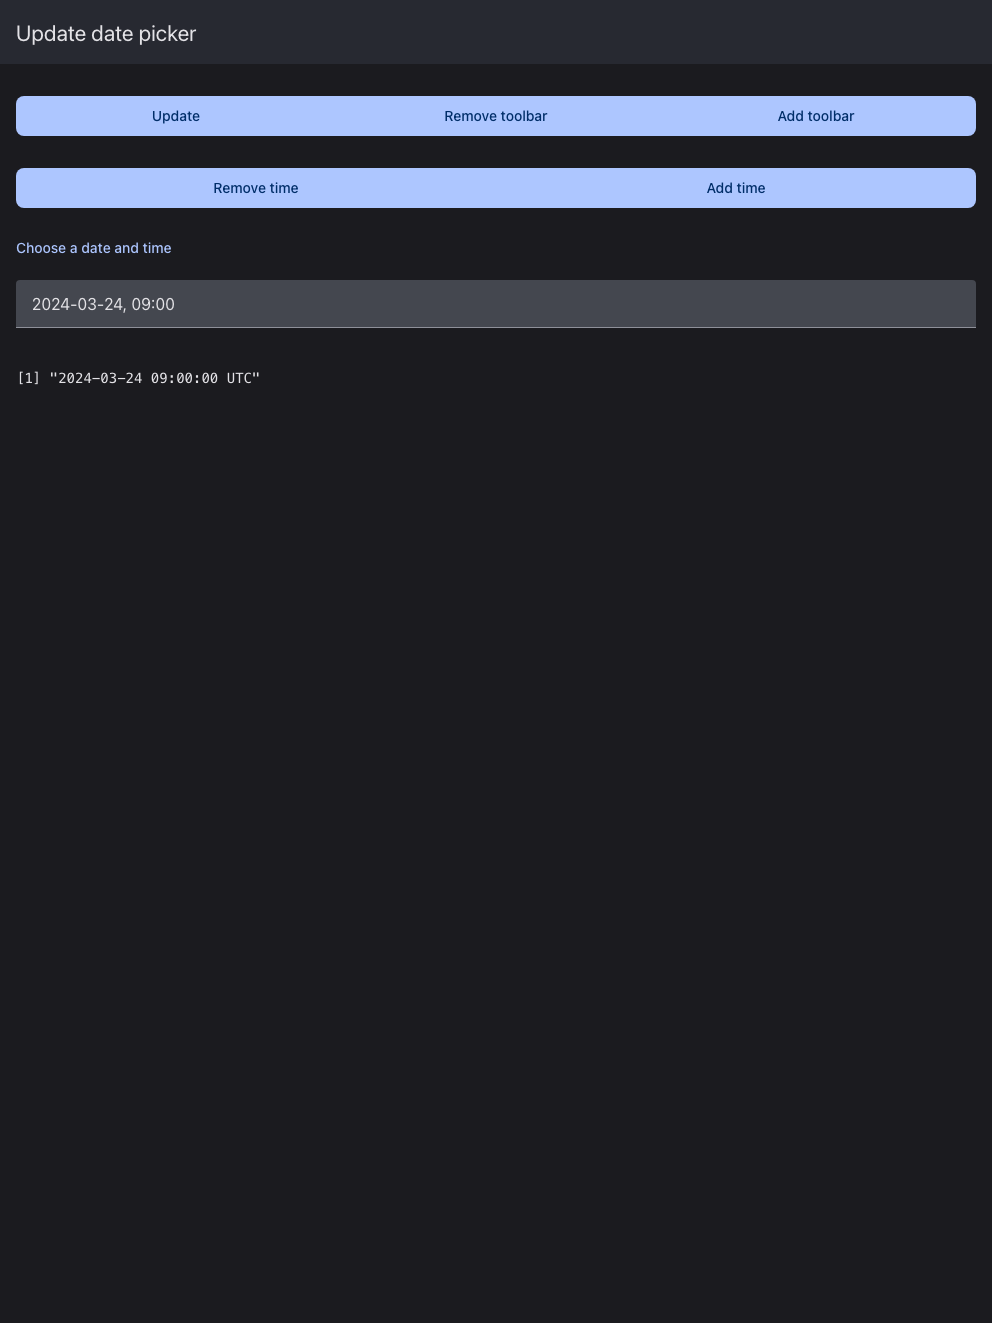 Update date picker
Update Remove toolbar Add toolbar
Remove time Add time
Choose a date and time
2024-03-24, 09:00
[1] "2024-03-24 09:00:00 UTC"